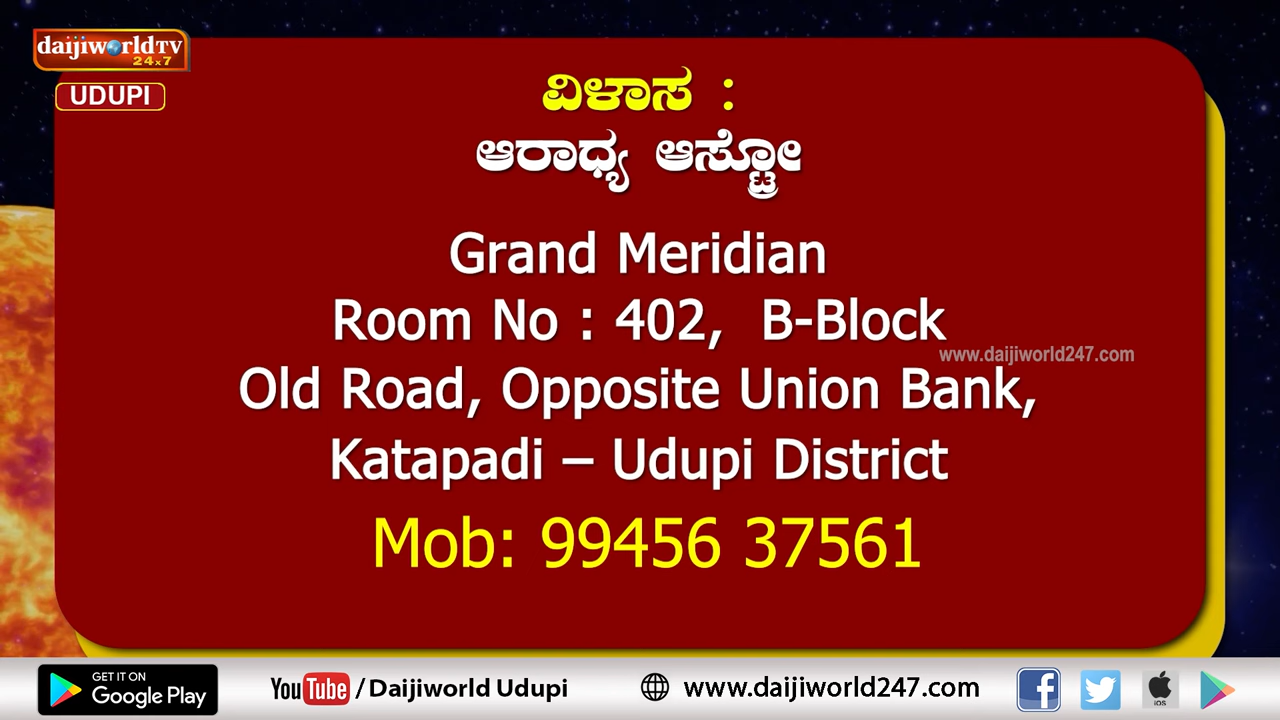 daijiworldTV
24x7
UDUPI
ವಿಳಾಸ :
ಆರಾಧ್ಯ ಆಸ್ಟ್ರೋ
Grand Meridian
Room No : 402, B-Block
www.daijiworld247.com
Old Road, Opposite Union Bank,
Katapadi – Udupi District
Mob: 99456 37561
GET IT ON
Google Play
YouTube /Daijiworld Udupi
www.daijiworld247.com
iOS